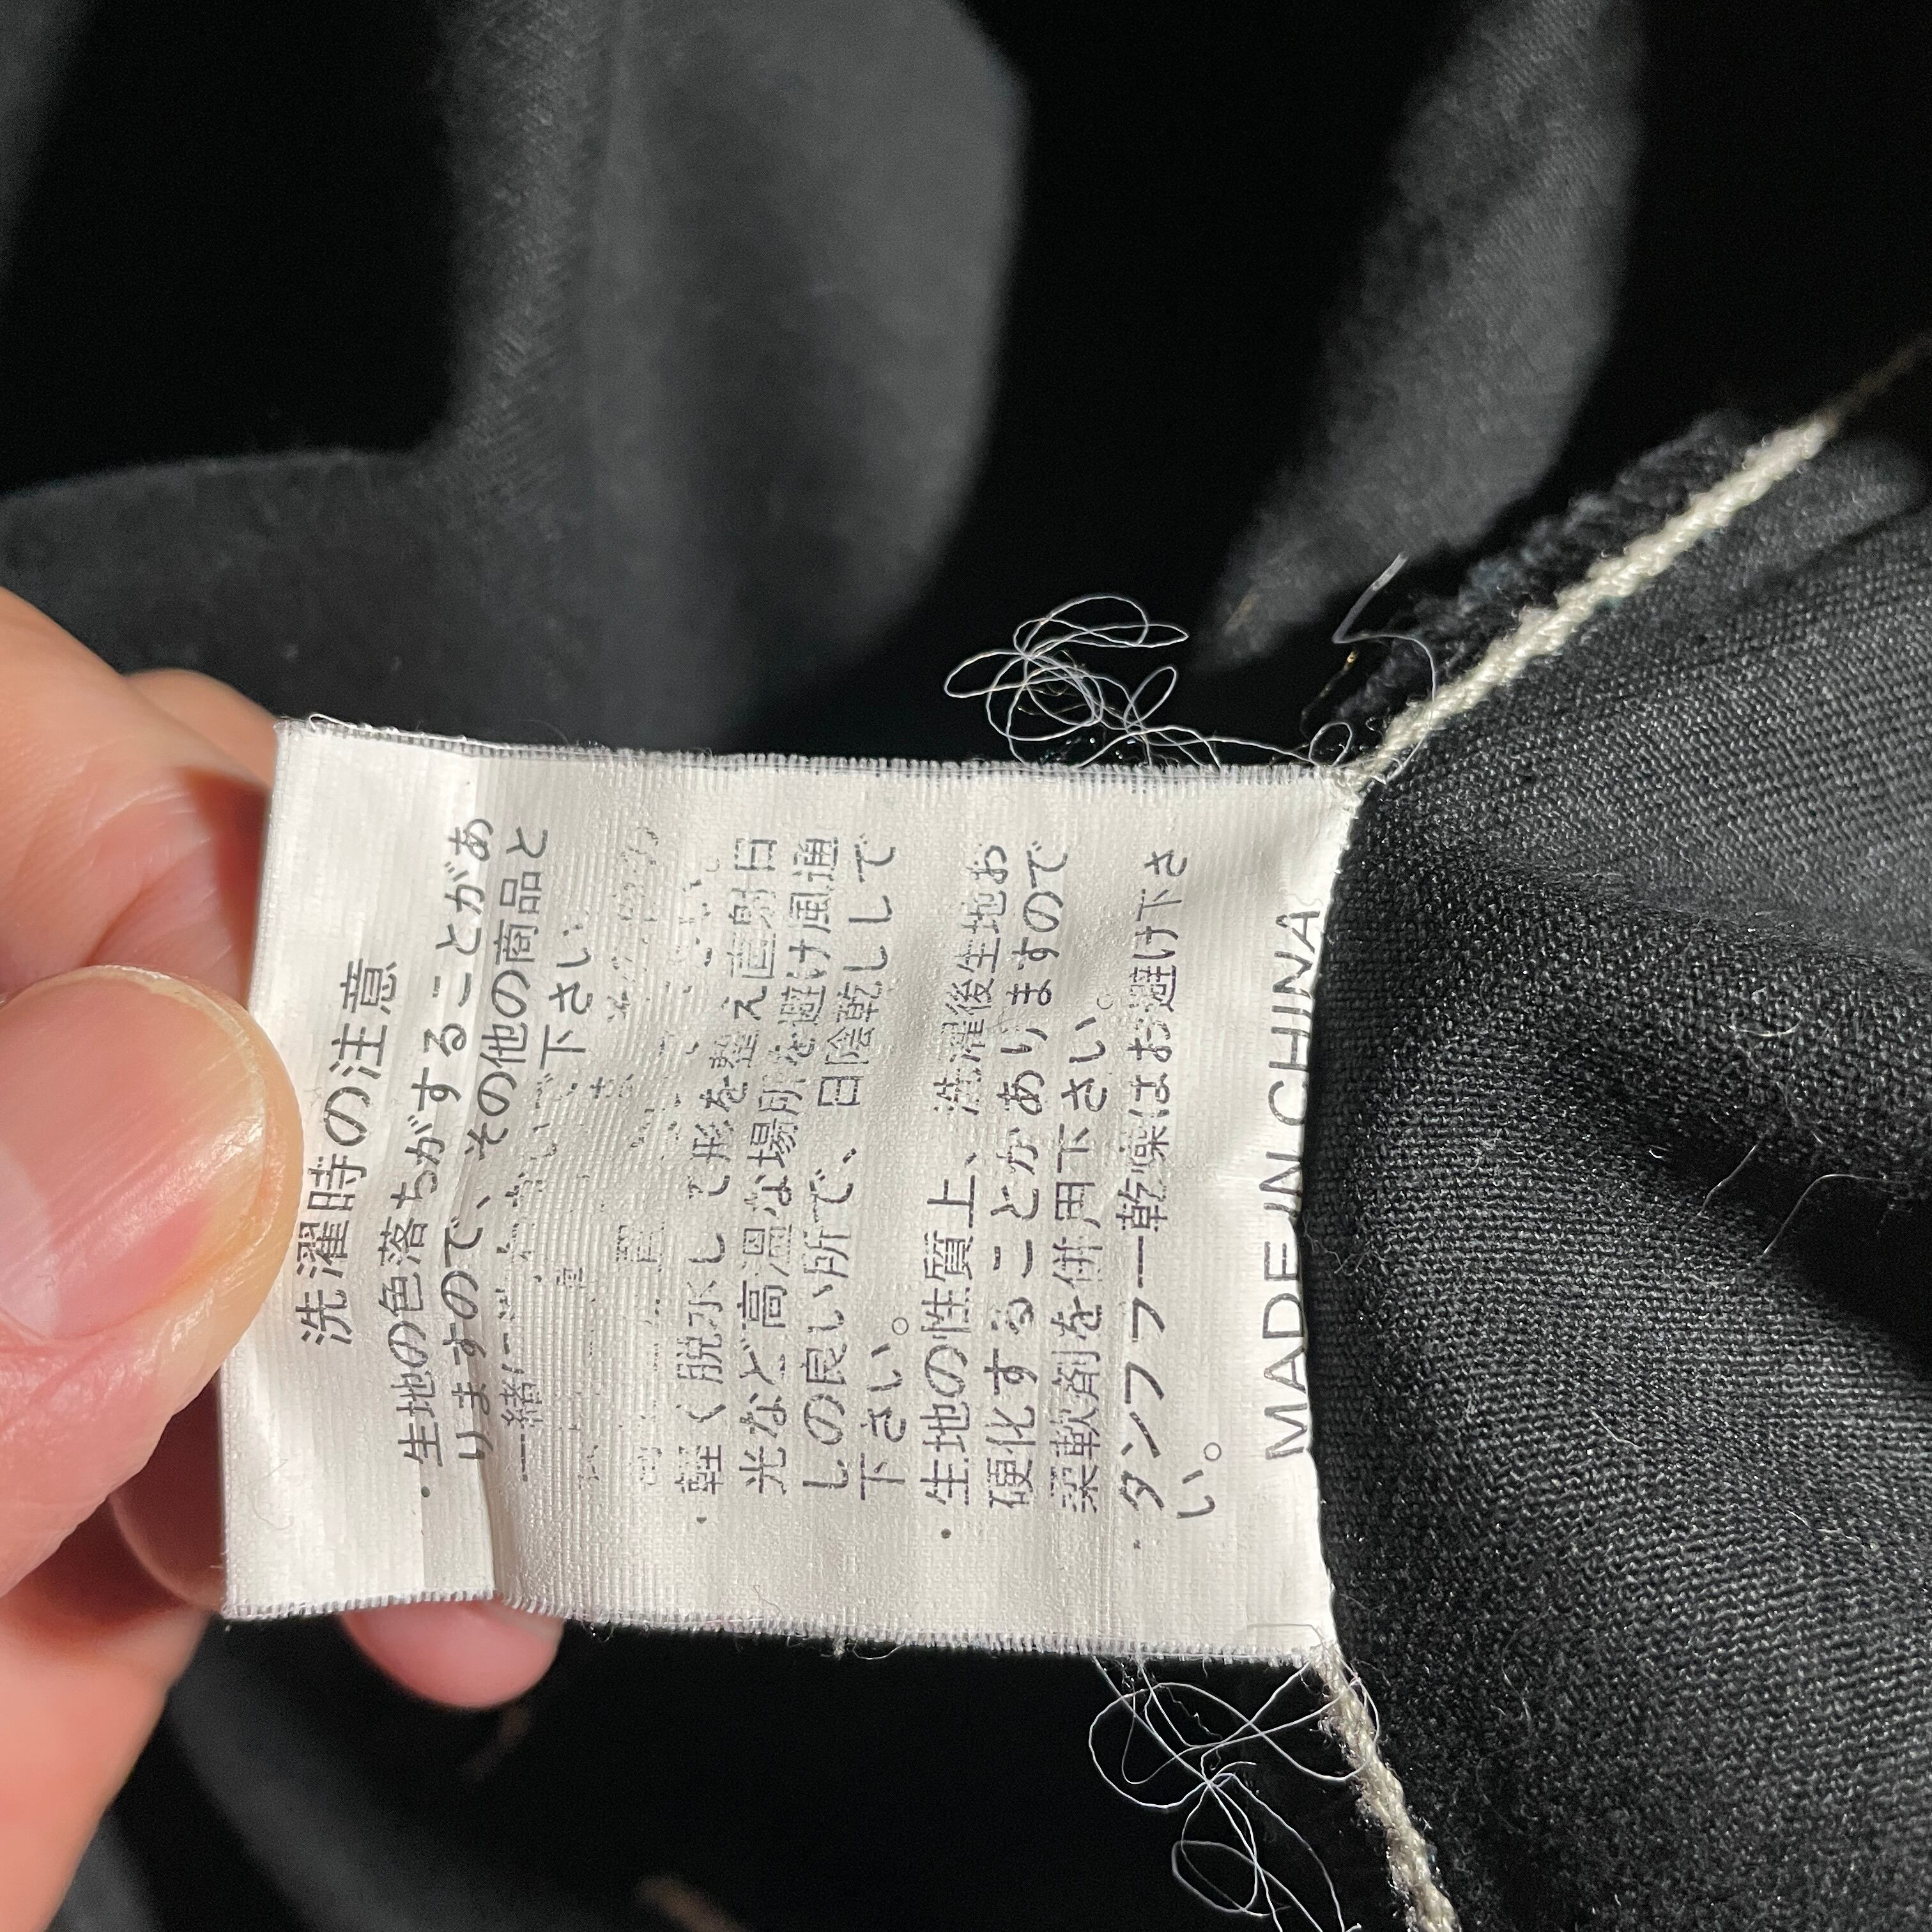 洗濯時の注意
・生地の色落ちがすることがあ
りますので、その他の商品と
一緒に
下さい
・軽く脱水して形を整え直射日
光など高温な場所を避け風通
しの良い所で、日陰乾しして
下さい。
・生地の性質上、洗濯後生地が
硬化することがありますので
柔軟剤を併用下さい。
・タンブラー乾燥はお避け下さ
い。
MADE IN CHINA